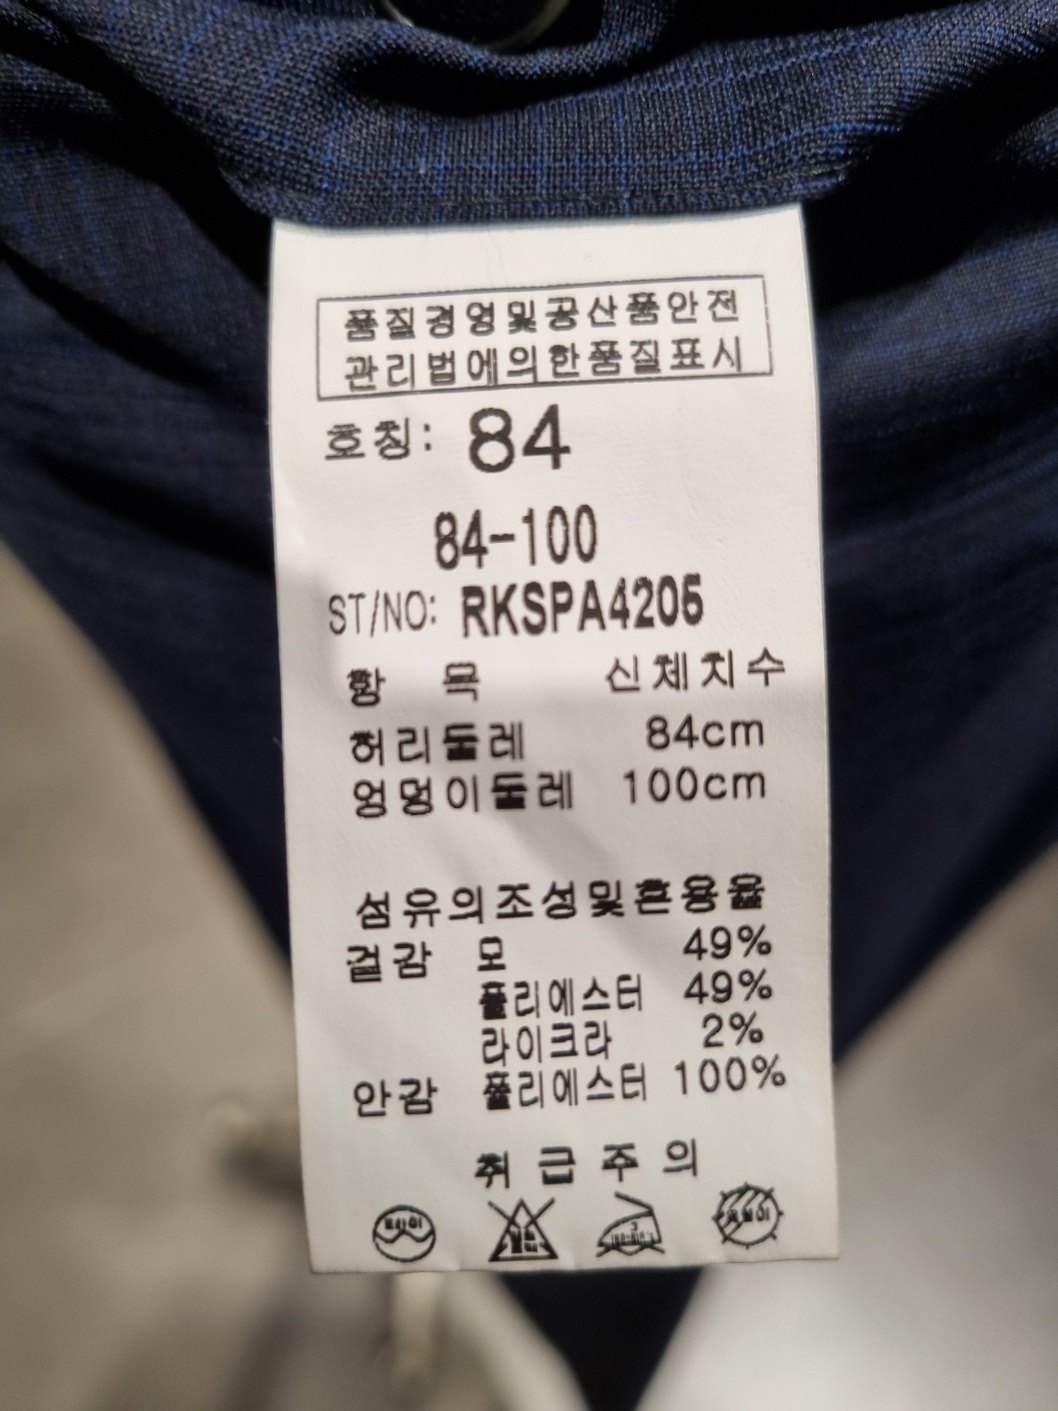 품질경영및공산품안전
관리법에의한품질표시
호칭: 84
84-100
ST/NO: RKSPA4205
항 목 신체치수
허리둘레 84cm
엉덩이둘레 100cm
섬유의조성및혼용율
겉감 모 49%
폴리에스터 49%
라이크라 2%
안감 폴리에스터 100%
취급주의
드라이